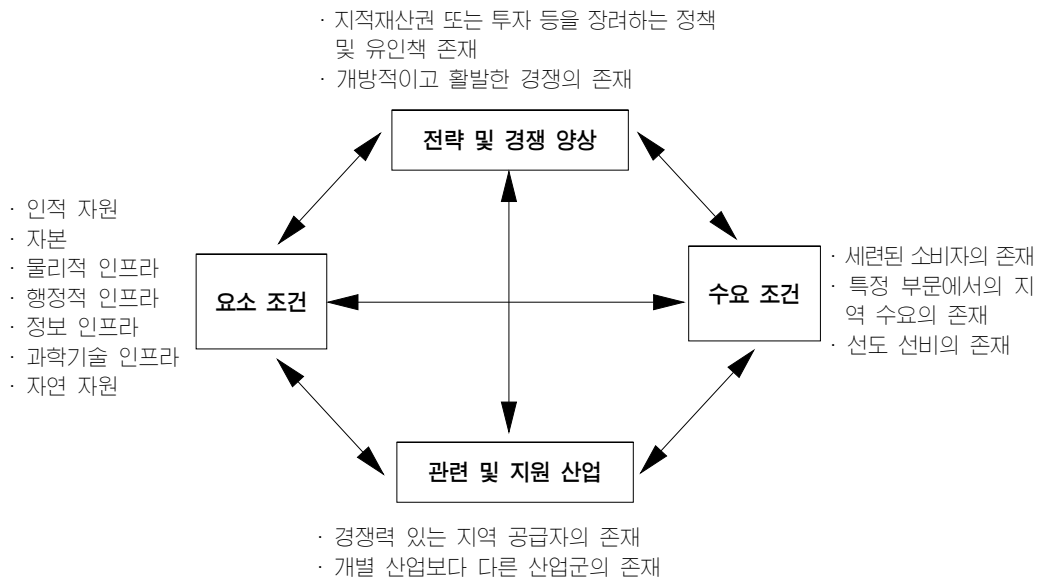 · 지적재산권 또는 투자 등을 장려하는 정책
및 유인책 존재
· 개방적이고 활발한 경쟁의 존재
전략 및 경쟁 양상
· 인적 자원
· 자본
· 물리적 인프라
· 행정적 인프라
· 정보 인프라
· 과학기술 인프라
· 자연 자원
요소 조건
수요 조건
· 세련된 소비자의 존재
· 특정 부문에서의 지
역 수요의 존재
· 선도 선비의 존재
관련 및 지원 산업
· 경쟁력 있는 지역 공급자의 존재
· 개별 산업보다 다른 산업군의 존재